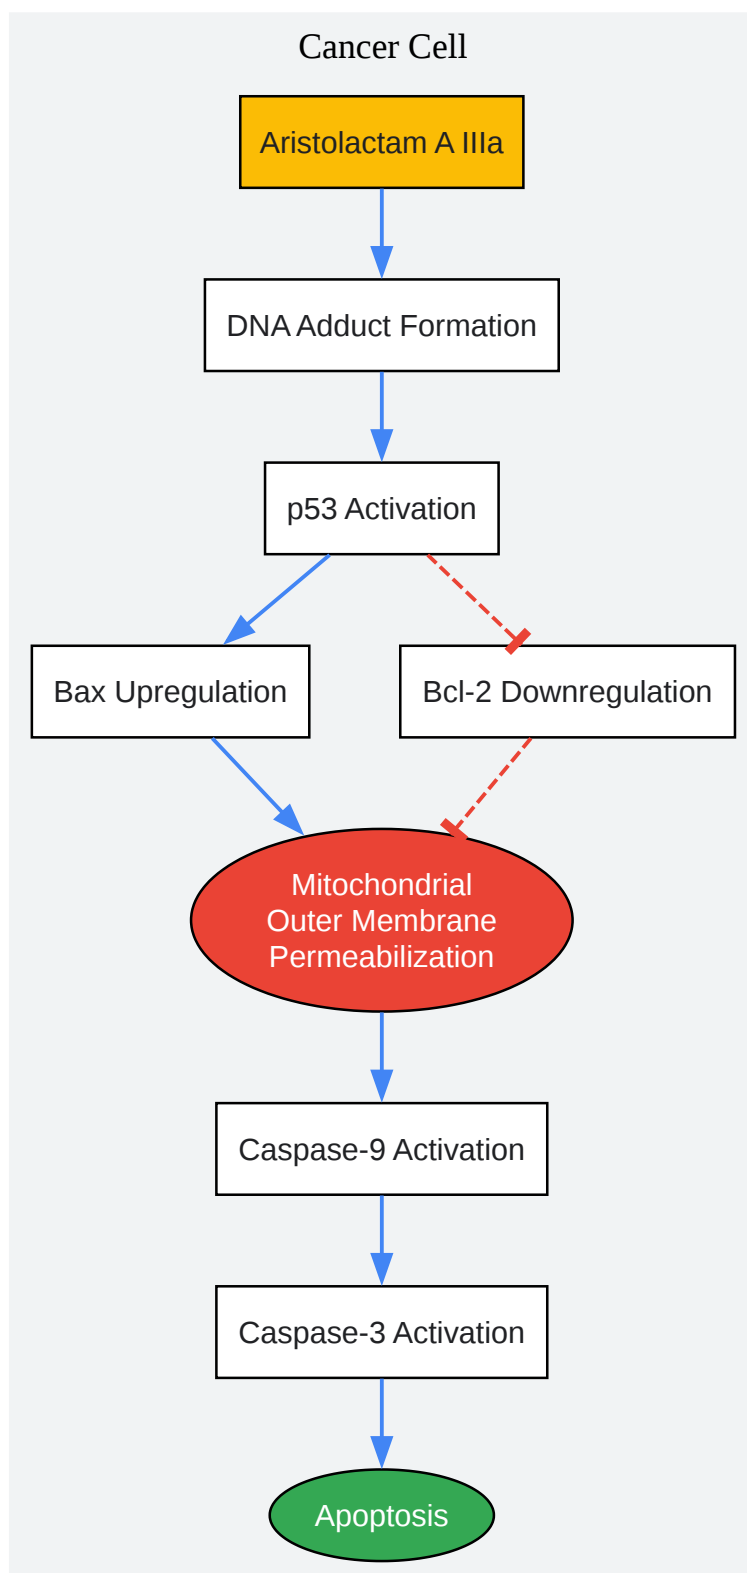 Cancer Cell
Aristolactam A IIIa
DNA Adduct Formation
p53 Activation
Bax Upregulation
Bcl-2 Downregulation
Mitochondrial
Outer Membrane
Permeabilization
Caspase-9 Activation
Caspase-3 Activation
Apoptosis